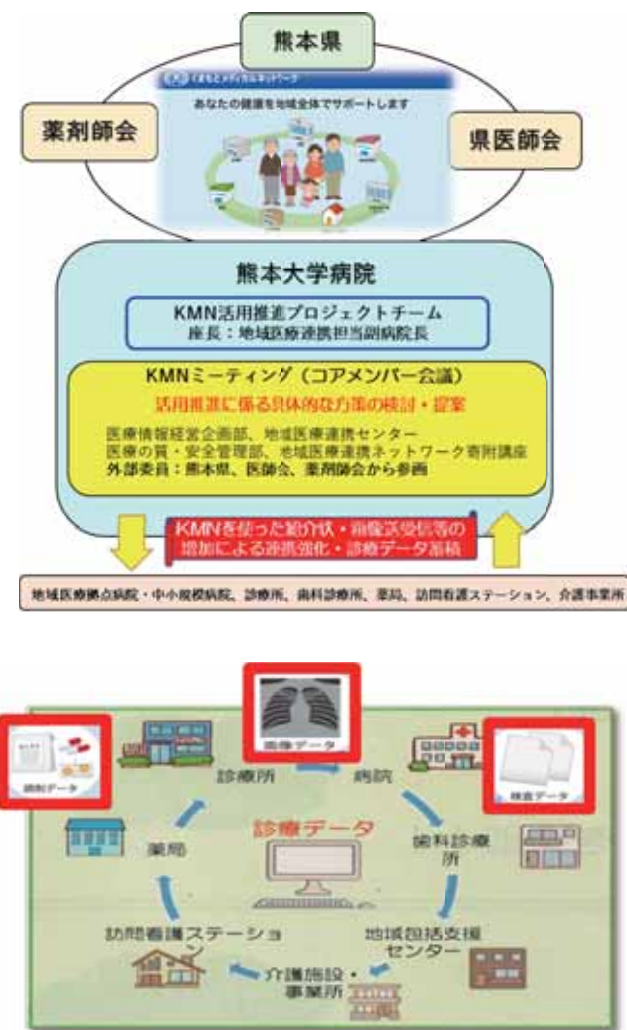 熊本県
くまもとメディカルネットワーク
あなたの健康を地域全体でサポートします
薬剤師会
県医師会
熊本大学病院
KMN活用推進プロジェクトチーム
座長：地域医療連携担当副病院長
KMNミーティング（コアメンバー会議）
活用推進に係る具体的な方策の検討・提案
医療情報経営企画部、地域医療連携センター
医療の質・安全管理部、地域医療連携ネットワーク寄附講座
外部委員：熊本県、医師会、薬剤師会から参画
KMNを使った紹介状・画像送受信等の
増加による連携強化・診療データ蓄積
地域医療拠点病院・中小規模病院、診療所、歯科診療所、薬局、訪問看護ステーション、介護事業所
画像データ
調剤データ
検査データ
診療所
病院
診療データ
薬局
歯科診療
所
訪問看護ステーショ
ン
地域包括支援
センター
介護施設・
事業所